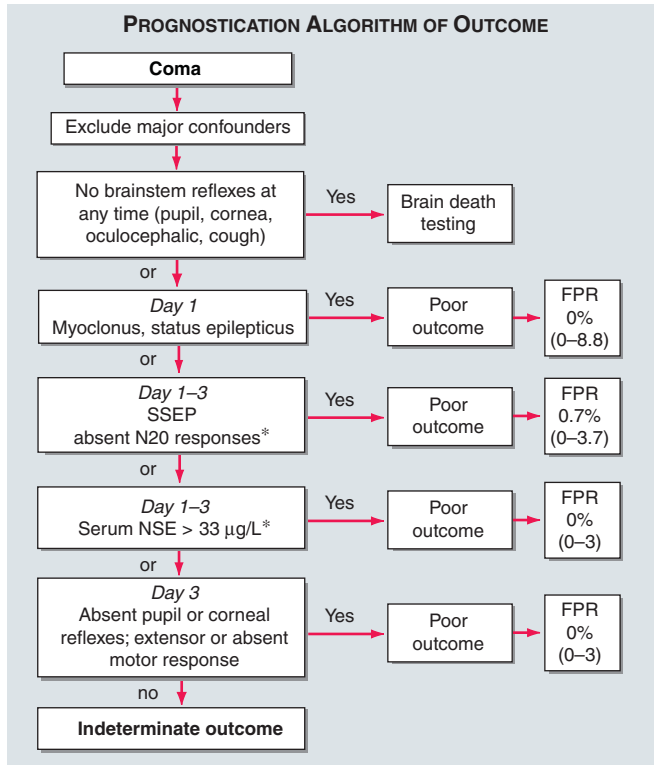 PROGNOSTICATION ALGORITHM OF OUTCOME
Coma
Exclude major confounders
No brainstem reflexes at
any time (pupil, cornea,
oculocephalic, cough)
Yes
Brain death
testing
or
Day 1
Myoclonus, status epilepticus
Yes
Poor
outcome
FPR
0%
(0–8.8)
or
Day 1–3
SSEP
absent N20 responses*
Yes
Poor
outcome
FPR
0.7%
(0–3.7)
or
Day 1–3
Serum NSE > 33 μg/L*
Yes
Poor
outcome
FPR
0%
(0–3)
or
Day 3
Absent pupil or corneal
reflexes; extensor or absent
motor response
Yes
Poor
outcome
FPR
0%
(0–3)
no
Indeterminate outcome